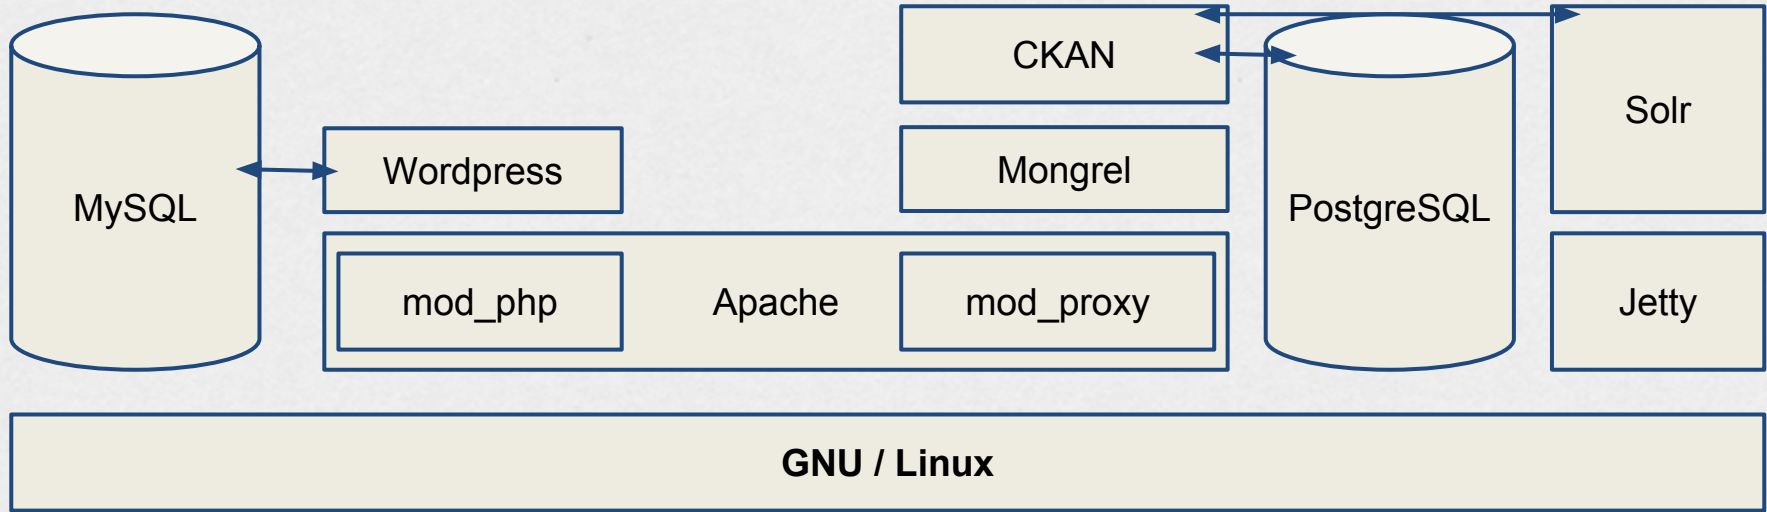 CKAN
Solr
Wordpress
Mongrel
MySQL
PostgreSQL
mod_php
Apache
mod_proxy
Jetty
GNU / Linux